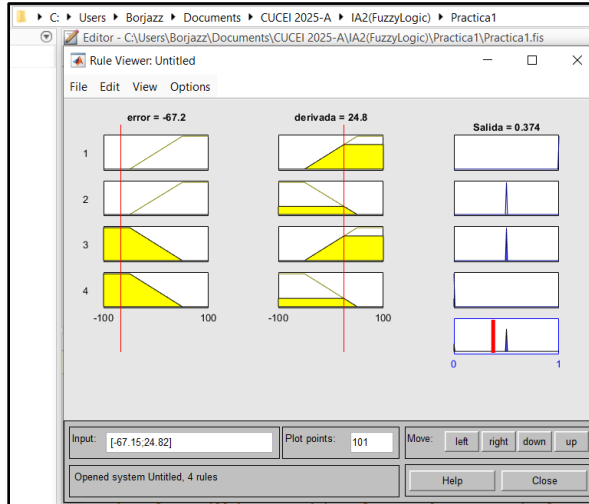 C: > Users > Borjazz > Documents > CUCEI 2025-A > IA2(FuzzyLogic) > Practica1
Editor - C:\Users\Borjazz\Documents\CUCEI 2025-A\IA2(FuzzyLogic)\Practica1\Practica1.fis
Rule Viewer: Untitled
File Edit View Options
error = -67.2 derivada = 24.8 Salida = 0.374
1
2
3
4
-100 100 -100 100
0 1
Input: [-67.15;24.82] Plot points: 101 Move: left right down up
Opened system Untitled, 4 rules Help Close